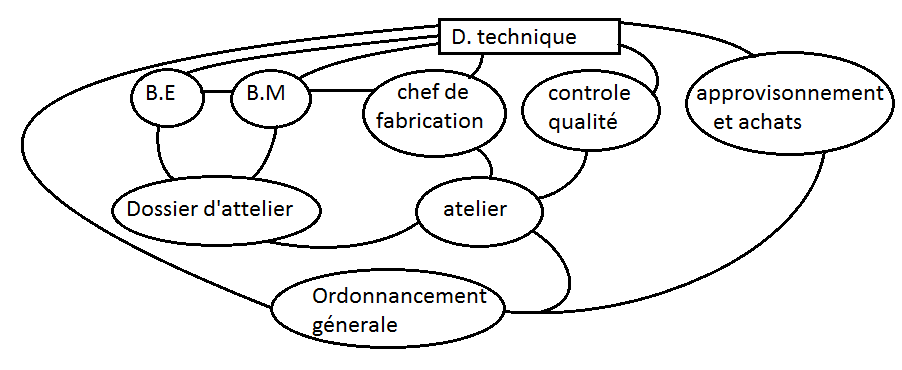 D. technique
B.E
B.M
chef de
fabrication
controle
qualité
approvisonnement
et achats
Dossier d'attelier
atelier
Ordonnancement
génerale